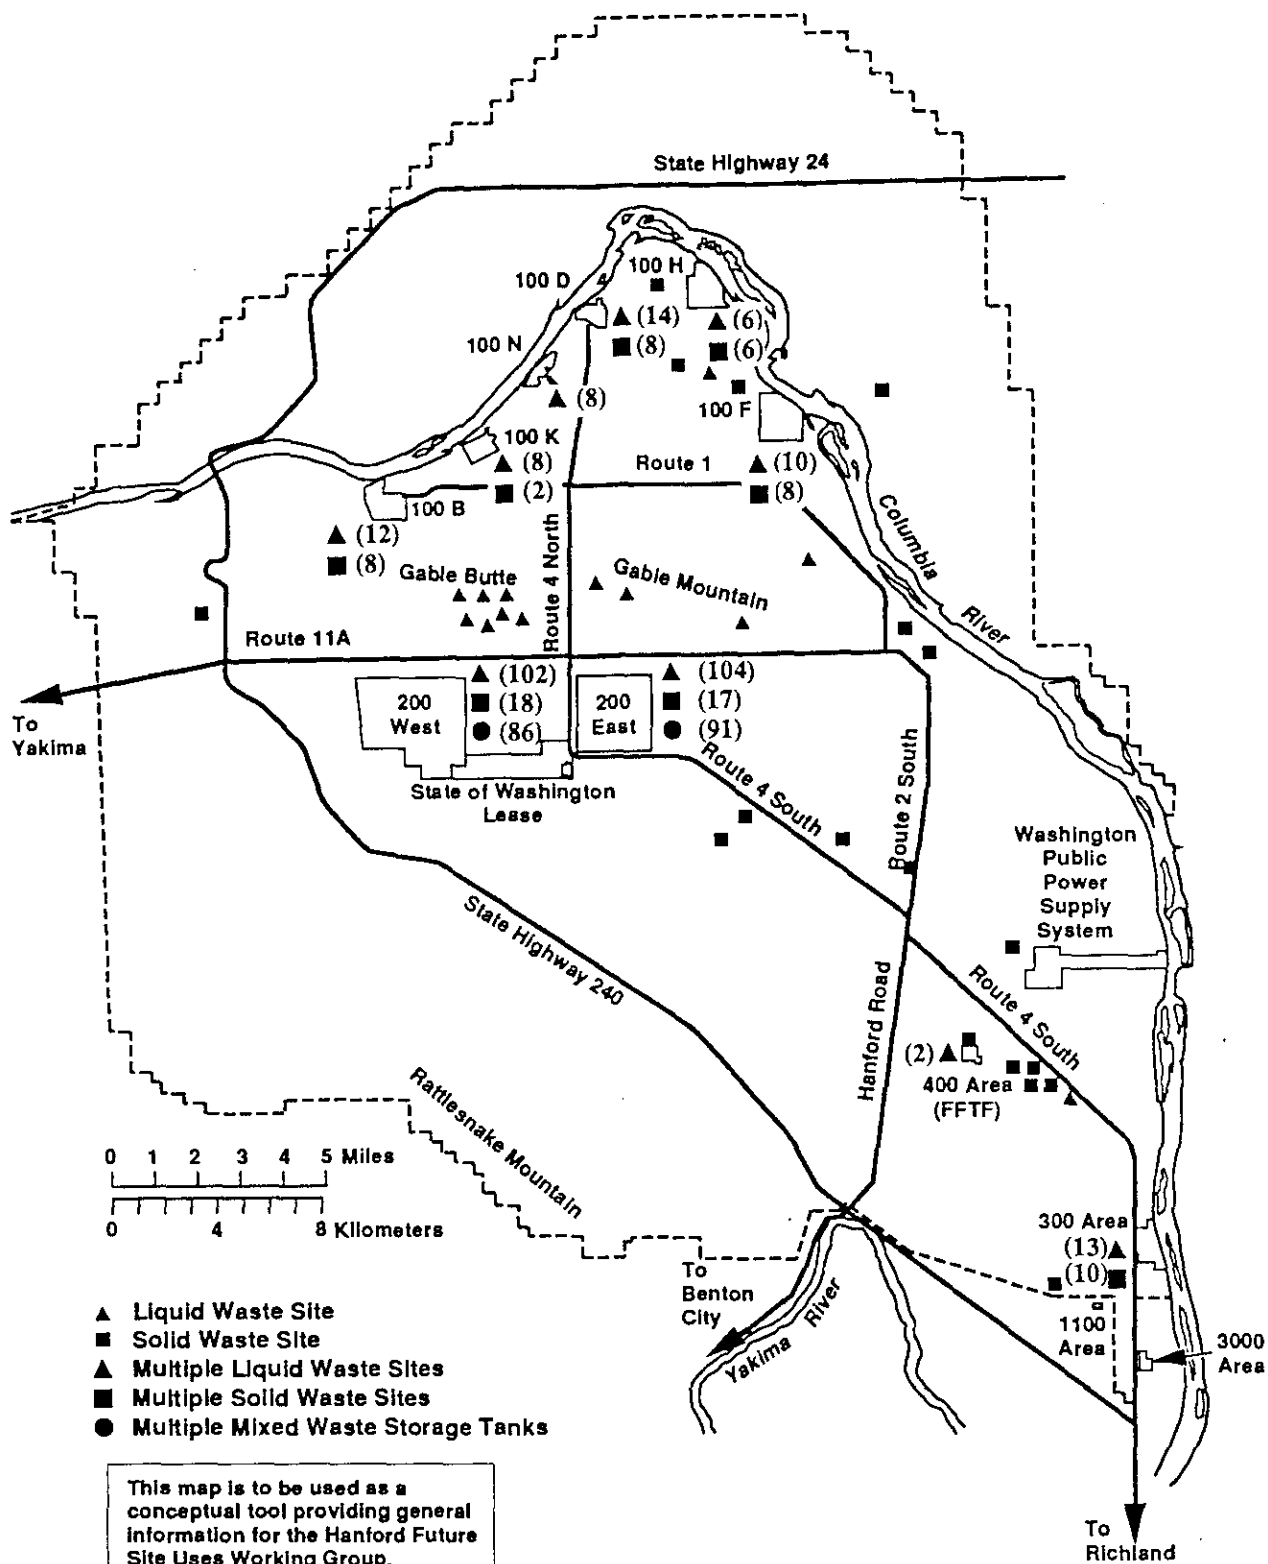 State Highway 24
100 H
100 D
(14)
(6)
(8)
(6)
100 N
(8)
100 F
100 K
(8)
Route 1
(10)
(2)
(8)
100 B
Columbia
River
(12)
(8)
Route 4 North
Gable Butte
Gable Mountain
Route 11A
(102)
(104)
200
West
(18)
200
East
(17)
(86)
(91)
To
Yakima
State of Washington
Lease
Route 4 South
Route 2 South
Washington
Public
Power
Supply
System
State Highway 240
Hanford Road
Route 4 South
(2)
400 Area
(FFTF)
Rattlesnake Mountain
0 1 2 3 4 5 Miles
0 4 8 Kilometers
300 Area
(13)
(10)
To
Benton
City
Yakima
River
1100
Area
3000
Area
Liquid Waste Site
Solid Waste Site
Multiple Liquid Waste Sites
Multiple Solid Waste Sites
Multiple Mixed Waste Storage Tanks
This map is to be used as a
conceptual tool providing general
information for the Hanford Future
Site Uses Working Group.
To
Richland